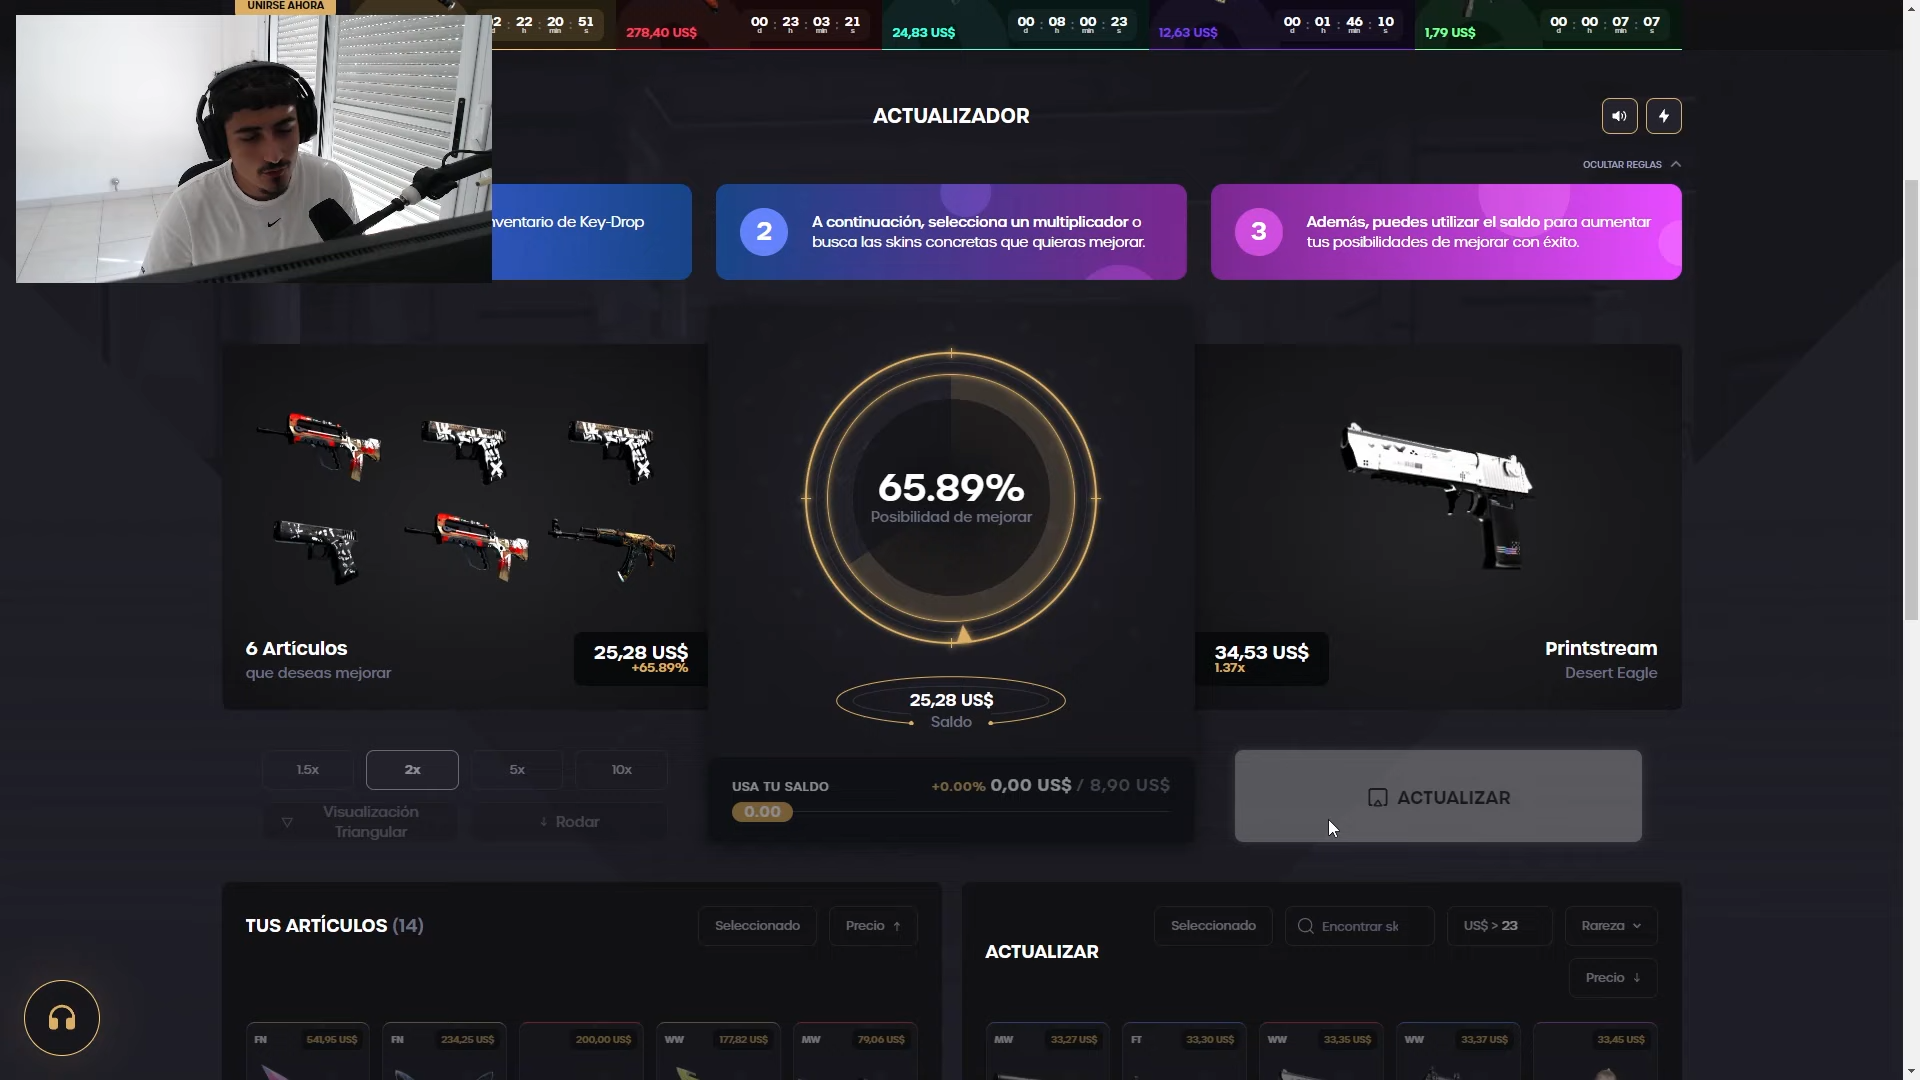 UNIRSE AHORA
2 : 22 : 20 : 51
d h min s
278,40 US$
00 : 23 : 03 : 21
d h min s
24,83 US$
00 : 08 : 00 : 23
d h min s
12,63 US$
00 : 01 : 46 : 10
d h min s
1,79 US$
00 : 00 : 07 : 07
d h min s
ACTUALIZADOR
OCULTAR REGLAS
nventario de Key-Drop
2
A continuación, selecciona un multiplicador o
busca las skins concretas que quieras mejorar.
3
Además, puedes utilizar el saldo para aumentar
tus posibilidades de mejorar con éxito.
65.89%
Posibilidad de mejorar
6 Artículos
que deseas mejorar
25,28 US$
+65.89%
34,53 US$
1.37x
Printstream
Desert Eagle
25,28 US$
Saldo
1.5x
2x
5x
10x
Visualización
Triangular
Rodar
USA TU SALDO
+0.00% 0,00 US$ / 8,90 US$
0.00
ACTUALIZAR
TUS ARTÍCULOS (14)
Seleccionado
Precio
ACTUALIZAR
Seleccionado
Encontrar sk
US$ > 23
Rareza
Precio
FN 541,95 US$
FN 234,25 US$
200,00 US$
WW 177,82 US$
MW 79,06 US$
MW 33,27 US$
FT 33,30 US$
WW 33,35 US$
WW 33,37 US$
33,45 US$